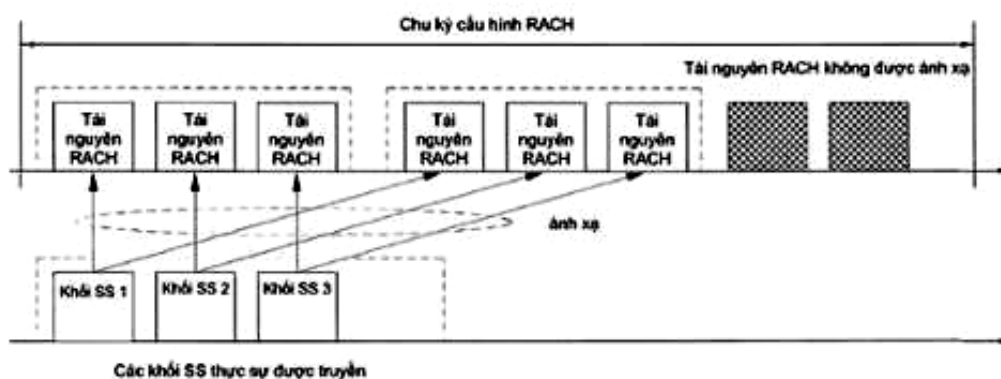 Chu kỳ cấu hình RACH
Tài nguyên RACH không được ánh xạ
Tài
nguyên
RACH
Tài
nguyên
RACH
Tài
nguyên
RACH
Tài
nguyên
RACH
Tài
nguyên
RACH
Tài
nguyên
RACH
ánh xạ
Khối SS 1
Khối SS 2
Khối SS 3
Các khối SS thực sự được truyền